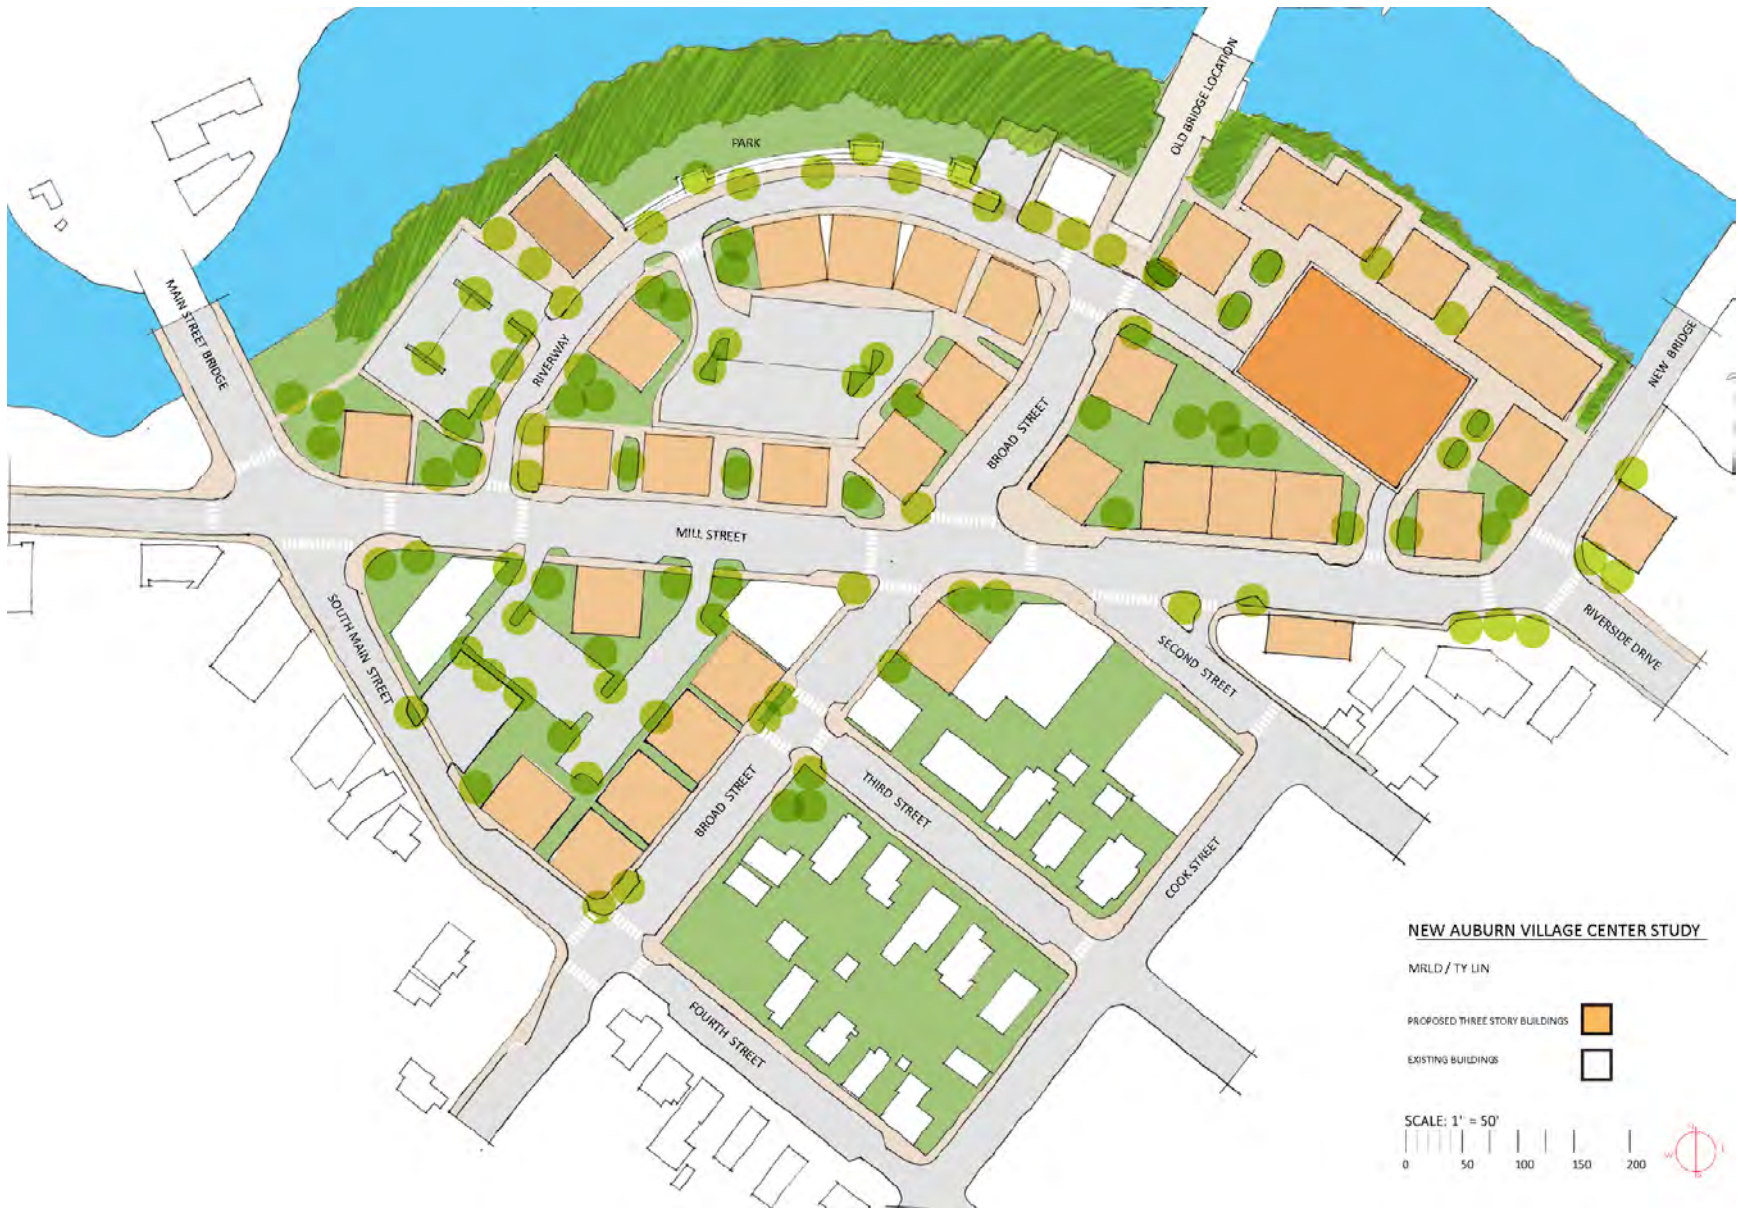 OLD BRIDGE LOCATION
PARK
MAIN STREET BRIDGE
NEW BRIDGE
RIVERWAY
BROAD STREET
MILL STREET
SOUTH MAIN STREET
SECOND STREET
RIVERSIDE DRIVE
BROAD STREET
THIRD STREET
COOK STREET
FOURTH STREET
NEW AUBURN VILLAGE CENTER STUDY
MRLD / TY LIN
PROPOSED THREE STORY BUILDINGS
EXISTING BUILDINGS
SCALE: 1" = 50'
0 50 100 150 200
W